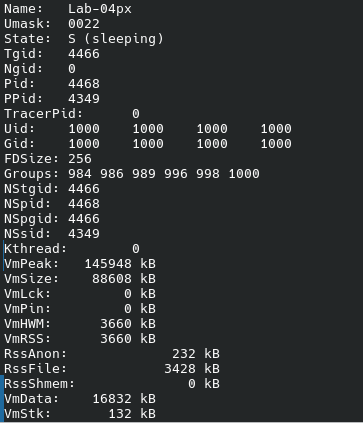 Name:   Lab-04px
Umask:  0022
State:  S (sleeping)
Tgid:   4466
Ngid:   0
Pid:    4468
PPid:   4349
TracerPid:      0
Uid:    1000    1000    1000    1000
Gid:    1000    1000    1000    1000
FDSize: 256
Groups: 984 986 989 996 998 1000
NStgid: 4466
NSpid:  4468
NSpgid: 4466
NSsid:  4349
Kthread:        0
VmPeak:   145948 kB
VmSize:    88608 kB
VmLck:         0 kB
VmPin:         0 kB
VmHWM:      3660 kB
VmRSS:      3660 kB
RssAnon:             232 kB
RssFile:            3428 kB
RssShmem:              0 kB
VmData:    16832 kB
VmStk:       132 kB